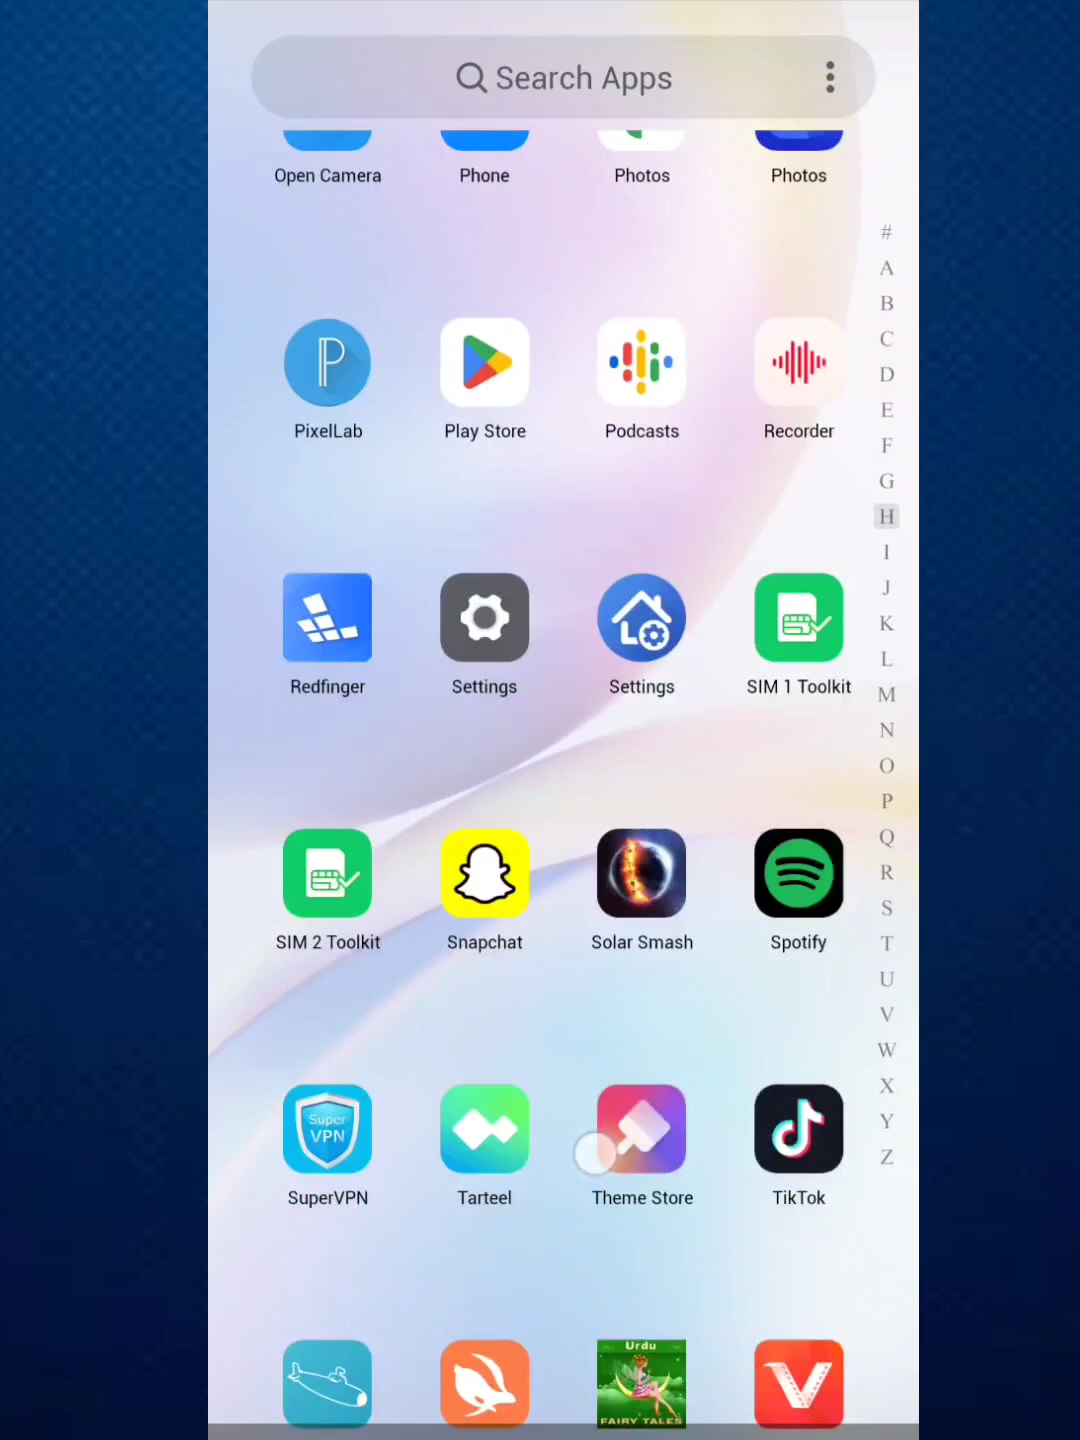 Search Apps
Open Camera
Phone
Photos
Photos
#
A
B
C
D
E
F
G
H
I
J
K
L
M
N
O
P
Q
R
S
T
U
V
W
X
Y
Z
P
PixelLab
Play Store
Podcasts
Recorder
Redfinger
Settings
Settings
SIM 1 Toolkit
SIM 2 Toolkit
Snapchat
Solar Smash
Spotify
Super
VPN
SuperVPN
Tarteel
Theme Store
TikTok
Urdu
FAIRY TALES